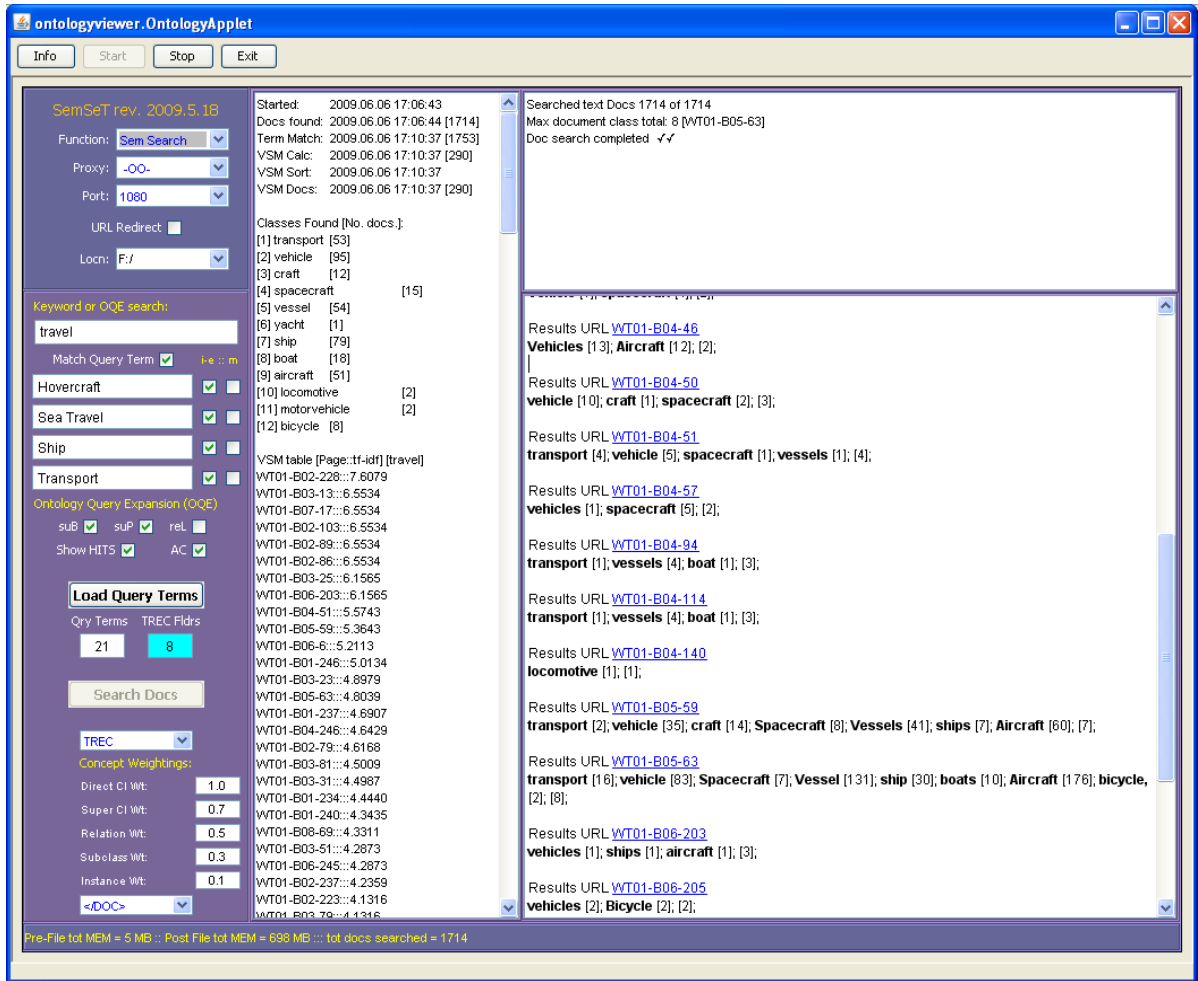 ontologyviewer.OntologyApplet
Info Start Stop Exit
SemSeT rev. 2009.5.18
Function: Sem Search
Proxy: -OO-
Port: 1080
URL Redirect
Locn: F:/
Keyword or OQE search:
travel
Match Query Term i-e :: m
Hovercraft
Sea Travel
Ship
Transport
Ontology Query Expansion (OQE)
suB suP reL
Show HITS AC
Load Query Terms
Qry Terms TREC Fldrs
21 8
Search Docs
TREC
Concept Weightings:
Direct Cl Wt: 1.0
Super Cl Wt: 0.7
Relation Wt: 0.5
Subclass Wt: 0.3
Instance Wt: 0.1
</DOC>
Started: 2009.06.06 17:06:43
Docs found: 2009.06.06 17:06:44 [1714]
Term Match: 2009.06.06 17:10:37 [1753]
VSM Calc: 2009.06.06 17:10:37 [290]
VSM Sort: 2009.06.06 17:10:37
VSM Docs: 2009.06.06 17:10:37 [290]
Classes Found [No. docs.]:
[1] transport [53]
[2] vehicle [95]
[3] craft [12]
[4] spacecraft [15]
[5] vessel [54]
[6] yacht [1]
[7] ship [79]
[8] boat [18]
[9] aircraft [51]
[10] locomotive [2]
[11] motorvehicle [2]
[12] bicycle [8]
VSM table [Page::tf-idf] [travel]
WT01-B02-228:::7.6079
WT01-B03-13:::6.5534
WT01-B07-17:::6.5534
WT01-B02-103:::6.5534
WT01-B02-89:::6.5534
WT01-B02-86:::6.5534
WT01-B03-25:::6.1565
WT01-B06-203:::6.1565
WT01-B04-51:::5.5743
WT01-B05-59:::5.3643
WT01-B06-6:::5.2113
WT01-B01-246:::5.0134
WT01-B03-23:::4.8979
WT01-B05-63:::4.8039
WT01-B01-237:::4.6907
WT01-B04-246:::4.6429
WT01-B02-79:::4.6168
WT01-B03-81:::4.5009
WT01-B03-31:::4.4987
WT01-B01-234:::4.4440
WT01-B01-240:::4.3435
WT01-B08-69:::4.3311
WT01-B03-51:::4.2873
WT01-B06-245:::4.2873
WT01-B02-237:::4.2359
WT01-B02-223:::4.1316
WT01-B03-79:::4.1316
Searched text Docs 1714 of 1714
Max document class total: 8 [WT01-B05-63]
Doc search completed ✓✓
Results URL WT01-B04-46
Vehicles [13]; Aircraft [12]; [2];
Results URL WT01-B04-50
vehicle [10]; craft [1]; spacecraft [2]; [3];
Results URL WT01-B04-51
transport [4]; vehicle [5]; spacecraft [1]; vessels [1]; [4];
Results URL WT01-B04-57
vehicles [1]; spacecraft [5]; [2];
Results URL WT01-B04-94
transport [1]; vessels [4]; boat [1]; [3];
Results URL WT01-B04-114
transport [1]; vessels [4]; boat [1]; [3];
Results URL WT01-B04-140
locomotive [1]; [1];
Results URL WT01-B05-59
transport [2]; vehicle [35]; craft [14]; Spacecraft [8]; Vessels [41]; ships [7]; Aircraft [60]; [7];
Results URL WT01-B05-63
transport [16]; vehicle [83]; Spacecraft [7]; Vessel [131]; ship [30]; boats [10]; Aircraft [176]; bicycle,
[2]; [8];
Results URL WT01-B06-203
vehicles [1]; ships [1]; aircraft [1]; [3];
Results URL WT01-B06-205
vehicles [2]; Bicycle [2]; [2];
Pre-File tot MEM = 5 MB :: Post File tot MEM = 698 MB ::: tot docs searched = 1714